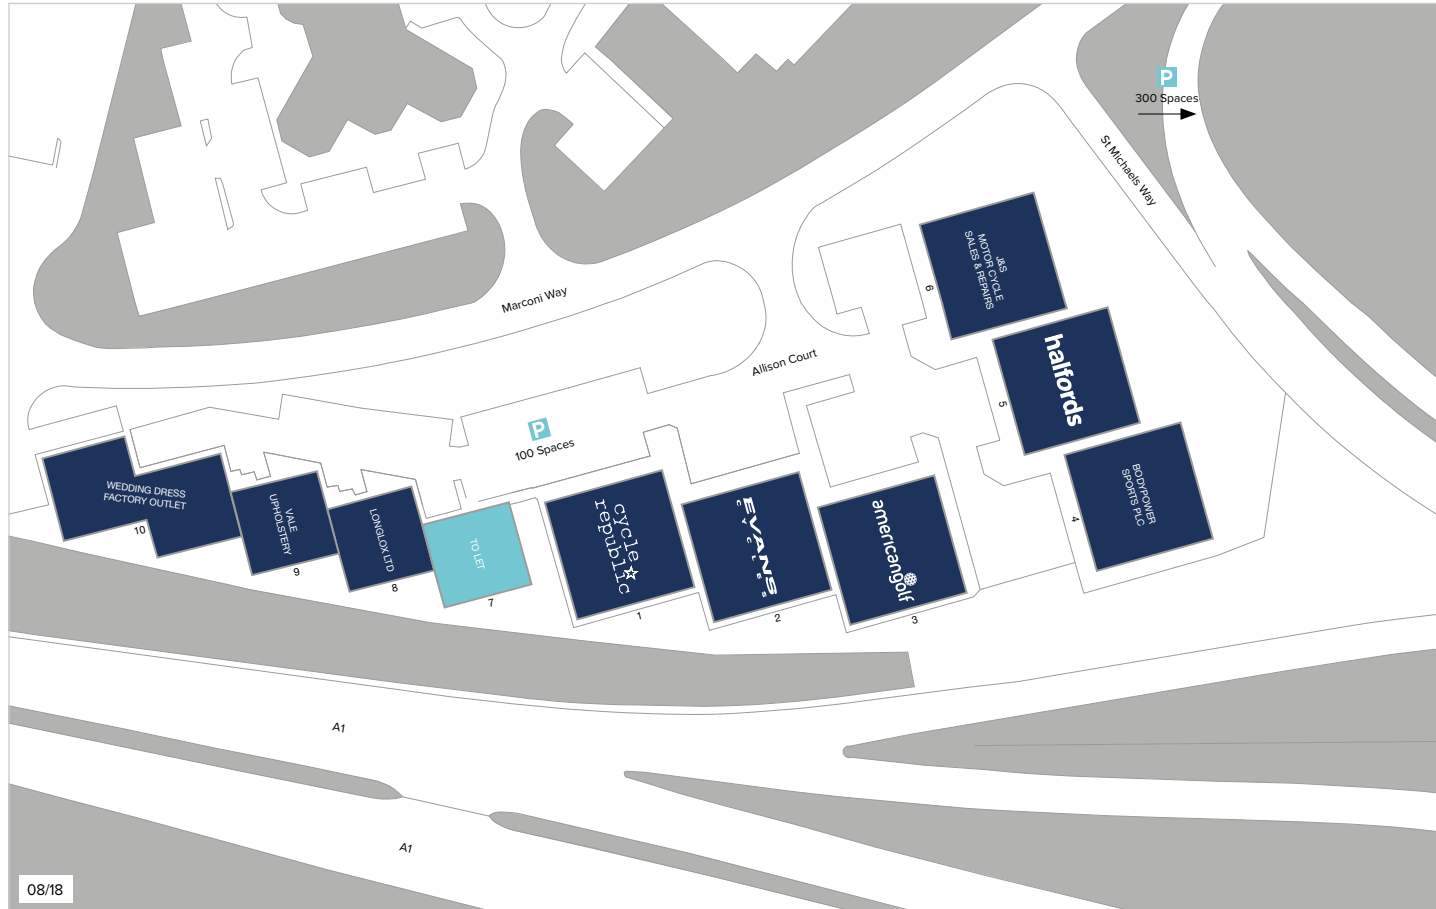 P
300 Spaces
St Michaels Way
J&S
MOTOR CYCLE
SALES & REPAIRS
6
Marconi Way
halfords
5
Allison Court
P
100 Spaces
BODYPOWER
SPORTS PLC
4
WEDDING DRESS
FACTORY OUTLET
10
VALE
UPHOLSTERY
9
LONGLOX LTD
8
TO LET
7
cycle
republic
1
EVANS
cycles
2
americangolf
3
A1
A1
08/18